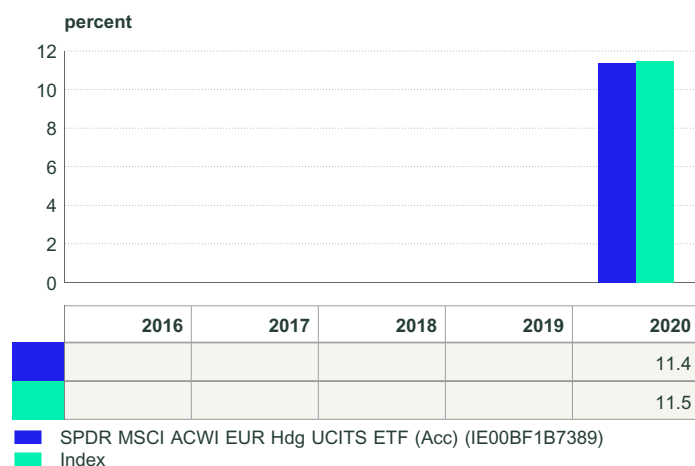 percent
12
10
8
6
4
2
0
2016 2017 2018 2019 2020
11.4
11.5
SPDR MSCI ACWI EUR Hdg UCITS ETF (Acc) (IE00BF1B7389)
Index